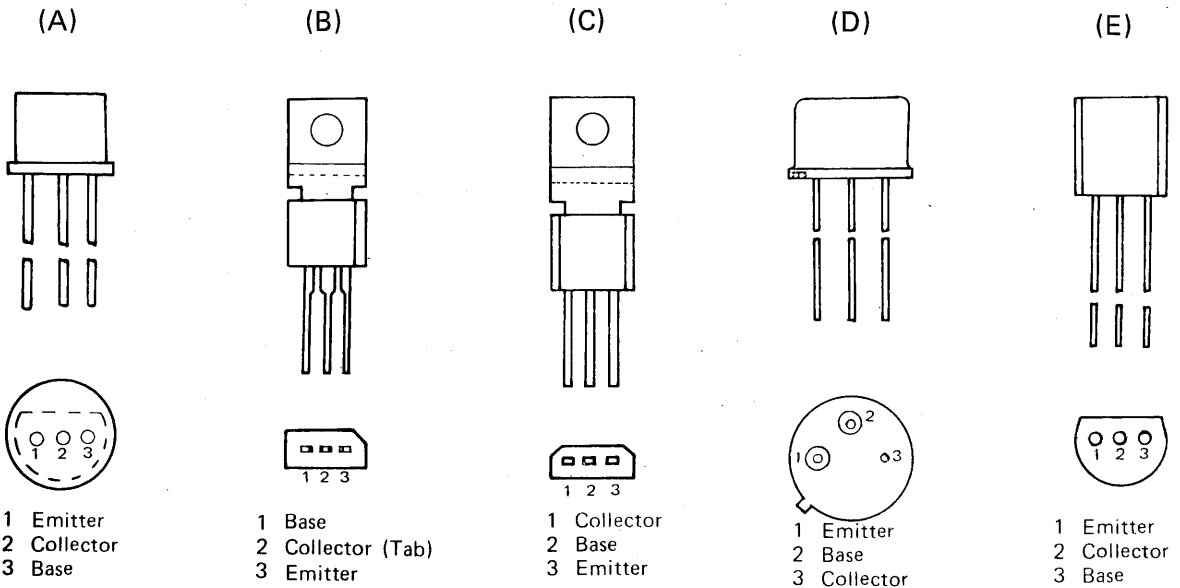 (A)
(B)
(C)
(D)
(E)
1 2 3
1 Emitter
2 Collector
3 Base
1 2 3
1 Base
2 Collector (Tab)
3 Emitter
1 2 3
1 Collector
2 Base
3 Emitter
2
1
3
1 Emitter
2 Base
3 Collector
1 2 3
1 Emitter
2 Collector
3 Base